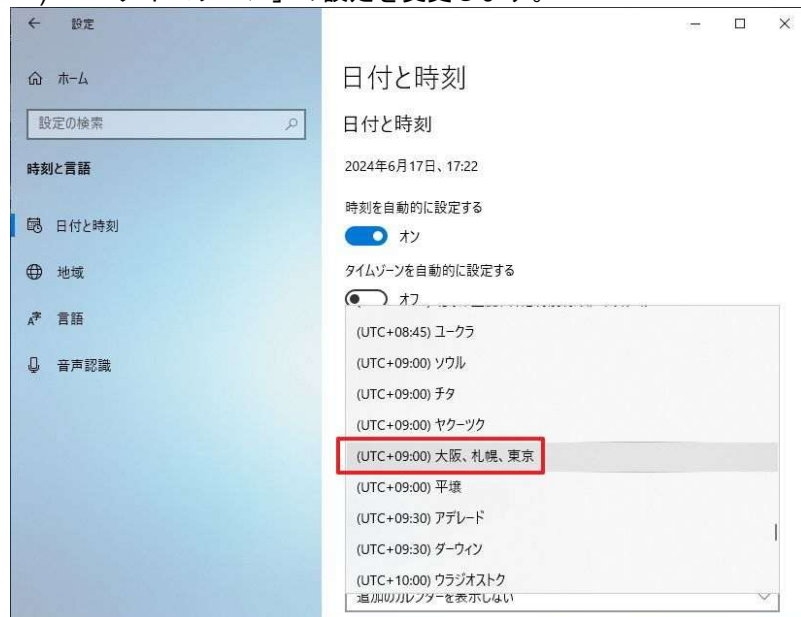 設定を変更します。
設定
ホーム
設定の検索
時刻と言語
日付と時刻
地域
言語
音声認識
日付と時刻
日付と時刻
2024年6月17日、17:22
時刻を自動的に設定する
オン
タイムゾーンを自動的に設定する
オフ
(UTC+08:45) ユークラ
(UTC+09:00) ソウル
(UTC+09:00) チタ
(UTC+09:00) ヤクーツク
(UTC+09:00) 大阪、札幌、東京
(UTC+09:00) 平壌
(UTC+09:30) アデレード
(UTC+09:30) ダーウィン
(UTC+10:00) ウラジオストク
追加のカレンダーを表示しない